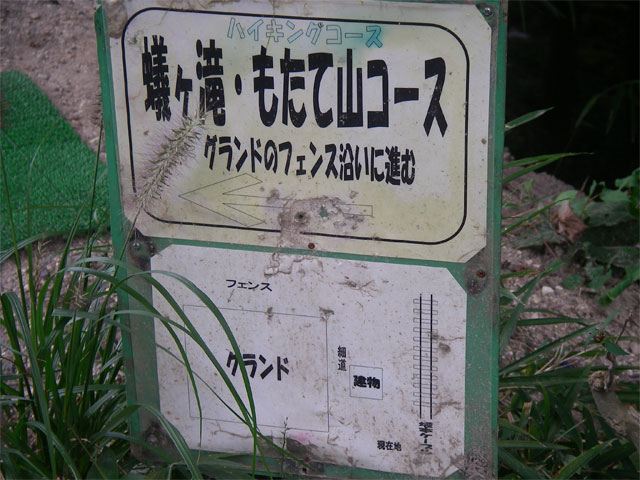 ハイキングコース
蟻ヶ滝・もたて山コース
グランドのフェンス沿いに進む
フェンス
グランド
細道
建物
現在地